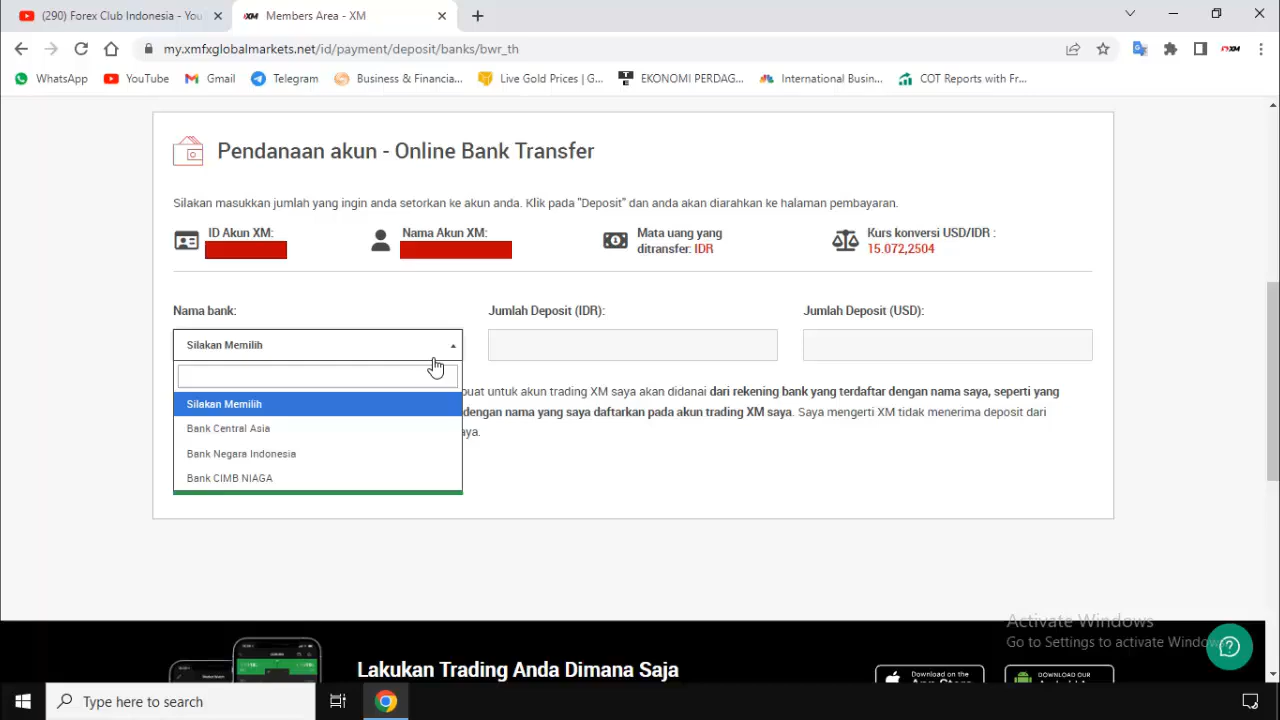 (290) Forex Club Indonesia - You
XM Members Area - XM
my.xmfxglobalmarkets.net/id/payment/deposit/banks/bwr_th
WhatsApp YouTube Gmail Telegram Business & Financia... Live Gold Prices | G... EKONOMI PERDAG... International Busin... COT Reports with Fr...
Pendanaan akun - Online Bank Transfer
Silakan masukkan jumlah yang ingin anda setorkan ke akun anda. Klik pada "Deposit" dan anda akan diarahkan ke halaman pembayaran.
ID Akun XM:
Nama Akun XM:
Mata uang yang
ditransfer: IDR
Kurs konversi USD/IDR :
15.072,2504
Nama bank:
Jumlah Deposit (IDR):
Jumlah Deposit (USD):
Silakan Memilih
Silakan Memilih
Bank Central Asia
Bank Negara Indonesia
Bank CIMB NIAGA
buat untuk akun trading XM saya akan didanai dari rekening bank yang terdaftar dengan nama saya, seperti yang
dengan nama yang saya daftarkan pada akun trading XM saya. Saya mengerti XM tidak menerima deposit dari
aya.
Activate Windows
Go to Settings to activate Windows.
Lakukan Trading Anda Dimana Saja
Download on the
DOWNLOAD OUR
Type here to search